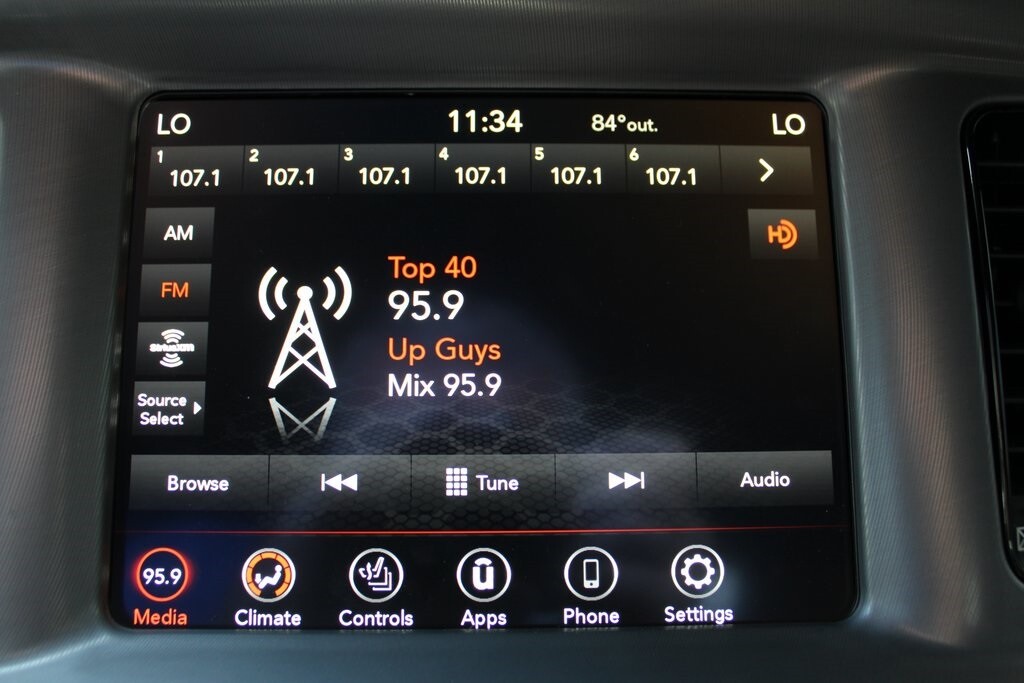 LO 11:34 84°out. LO
1 107.1 2 107.1 3 107.1 4 107.1 5 107.1 6 107.1
AM
HD
FM
Top 40
95.9
SiriusXM
Up Guys
Mix 95.9
Source
Select
Browse Tune Audio
95.9 û
Media Climate Controls Apps Phone Settings